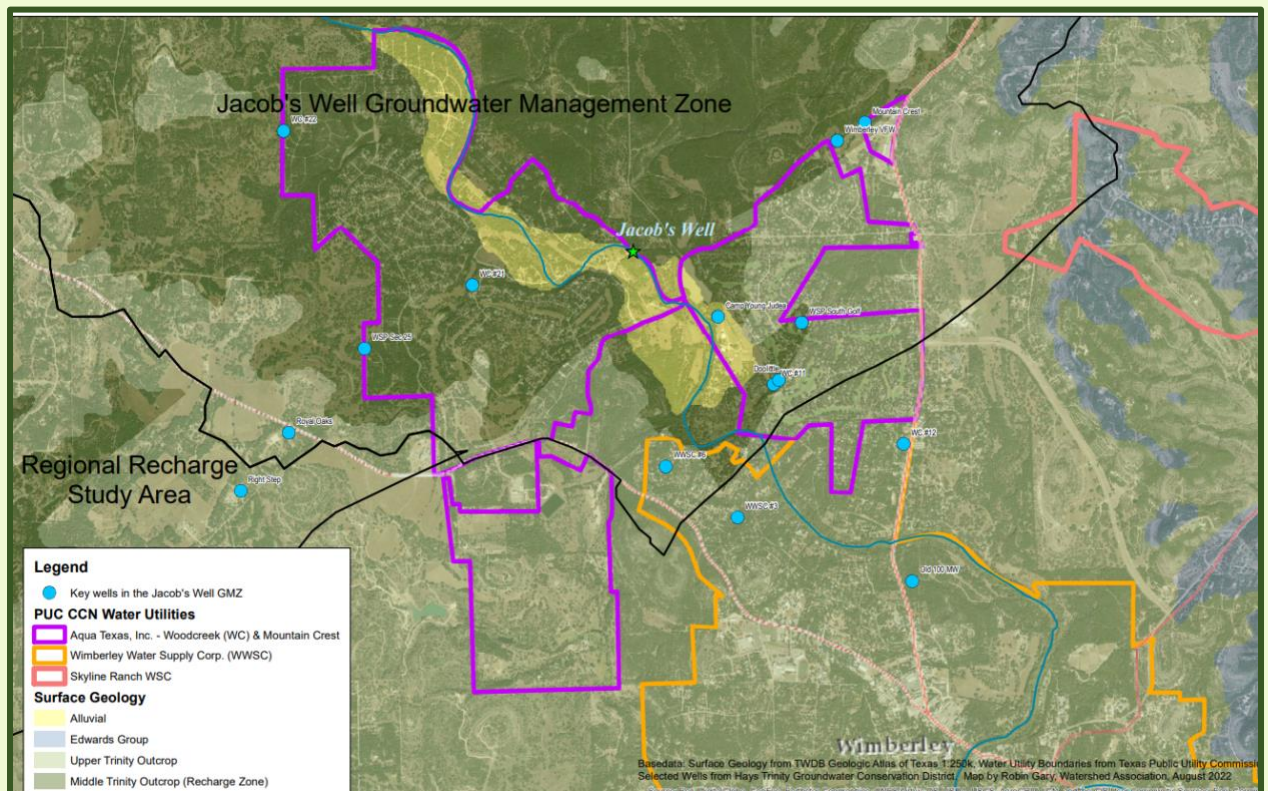 Jacob's Well Groundwater Management Zone
Mountain Crest
Wimberley VFW
WC #22
Jacob's Well
WC #21
Camp Young Judea
WSP South Golf
WSP Sec 25
Doolittle
WC #11
Royal Oaks
WC #12
Regional Recharge
Study Area
WWSC #6
Right Step
WWSC #3
Old 100 MW
Legend
Key wells in the Jacob's Well GMZ
PUC CCN Water Utilities
Aqua Texas, Inc. - Woodcreek (WC) & Mountain Crest
Wimberley Water Supply Corp. (WWSC)
Skyline Ranch WSC
Surface Geology
Alluvial
Edwards Group
Upper Trinity Outcrop
Middle Trinity Outcrop (Recharge Zone)
Wimberley
Basedata: Surface Geology from TWDB Geologic Atlas of Texas 1:250k, Water Utility Boundaries from Texas Public Utility Commissi
Selected Wells from Hays Trinity Groundwater Conservation District. Map by Robin Gary, Watershed Association, August 2022